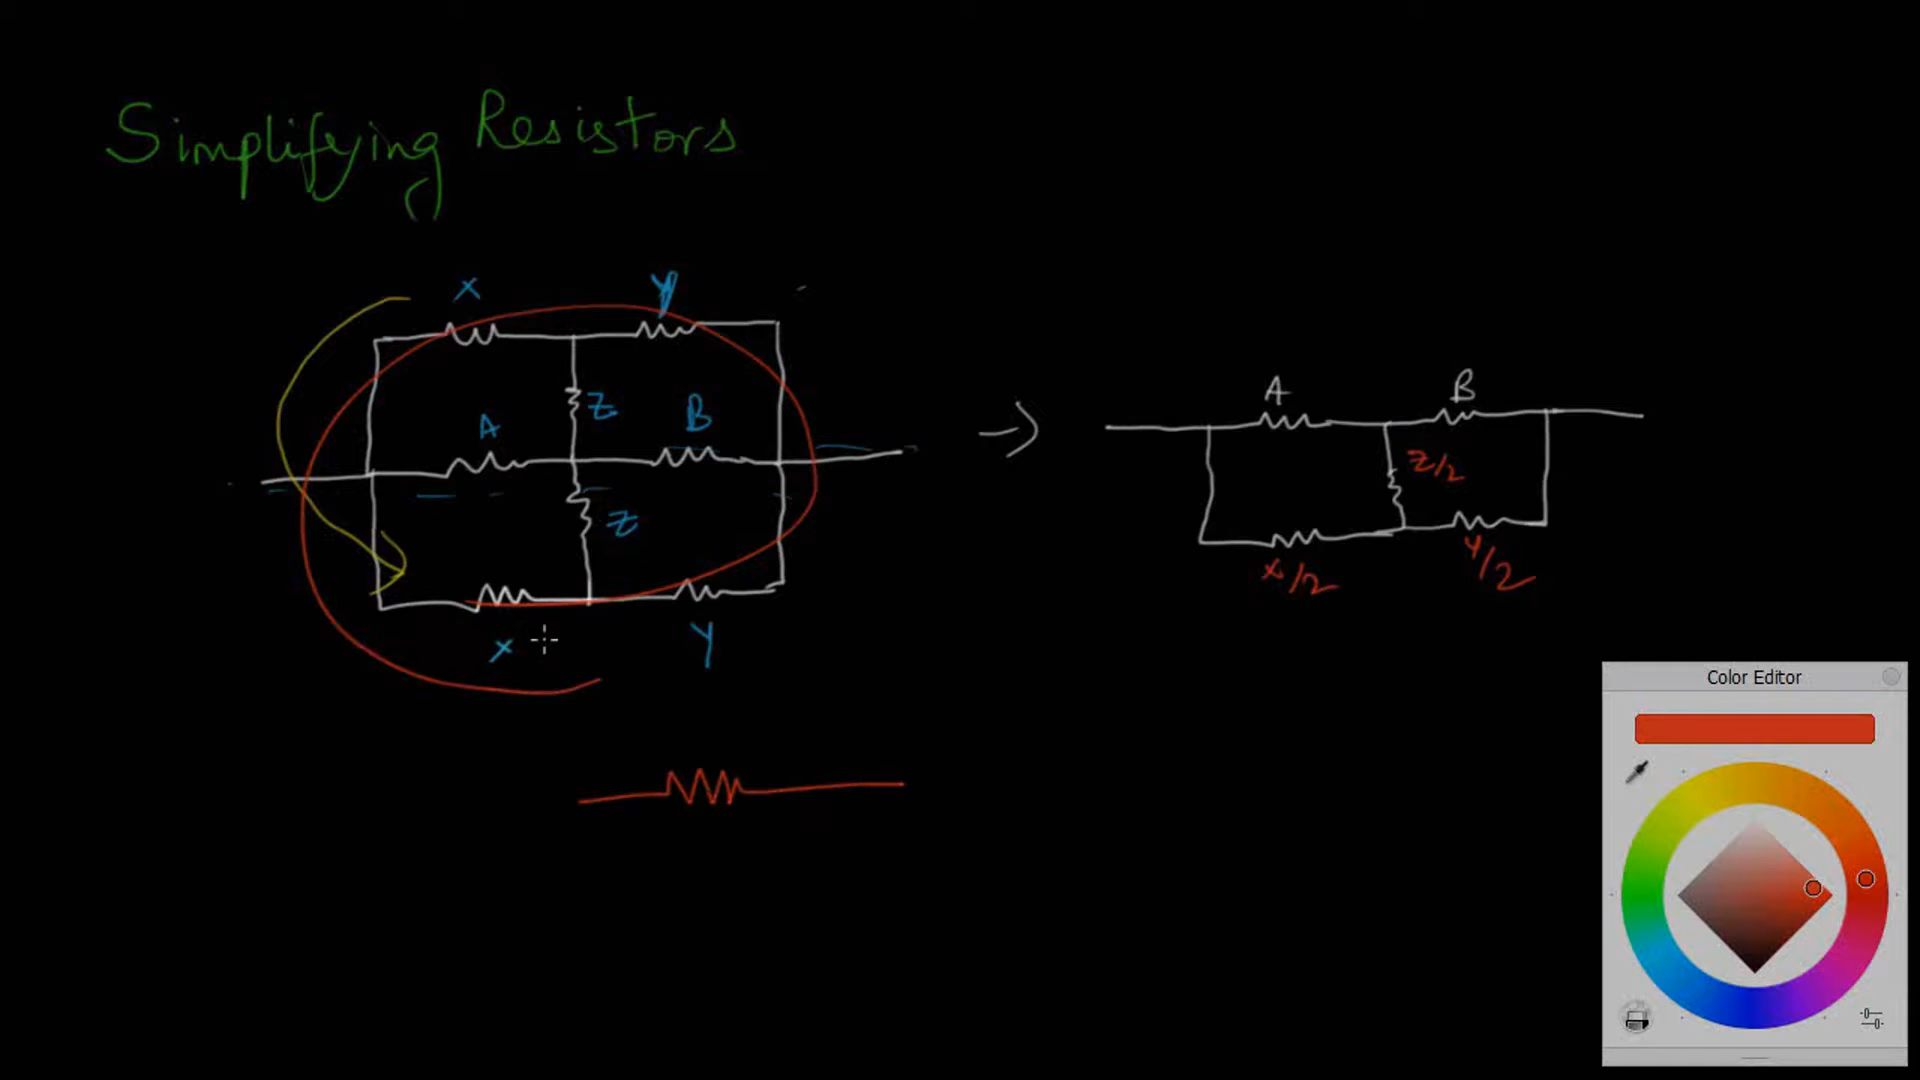 Simplifying Resistors
x y
A Z B
Z
x y
A B
Z/2
x/2 y/2
Color Editor